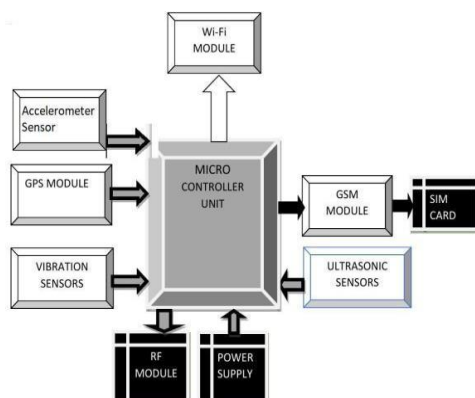 Wi-Fi
MODULE
Accelerometer
Sensor
GPS MODULE
MICRO
CONTROLLER
UNIT
GSM
MODULE
SIM
CARD
VIBRATION
SENSORS
ULTRASONIC
SENSORS
RF
MODULE
POWER
SUPPLY